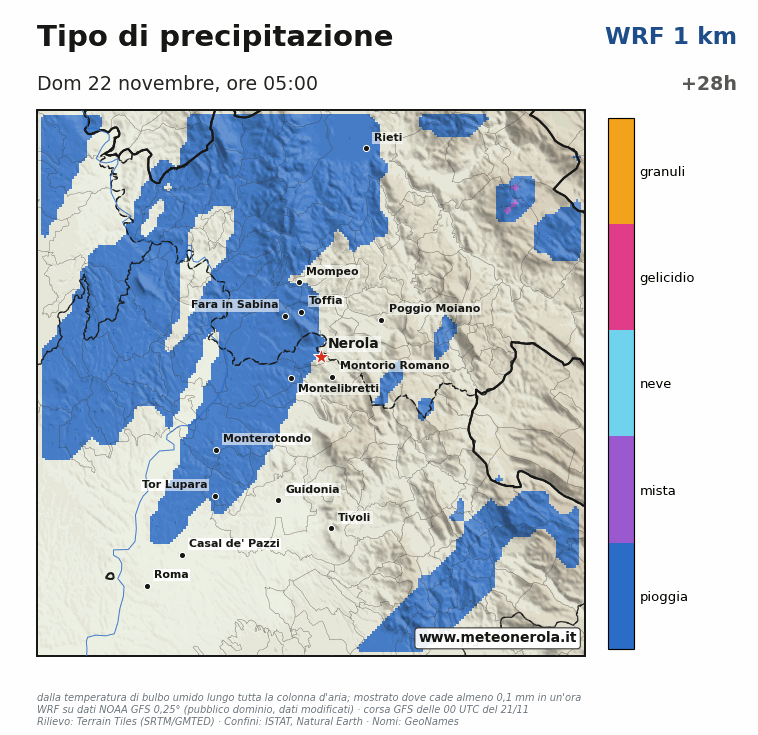 Tipo di precipitazione
WRF 1 km
Dom 22 novembre, ore 05:00
+28h
Rieti
Mompeo
Fara in Sabina
Toffia
Poggio Moiano
Nerola
Montorio Romano
Montelibretti
Monterotondo
Tor Lupara
Guidonia
Tivoli
Casal de' Pazzi
Roma
www.meteonerola.it
granuli
gelicidio
neve
mista
pioggia
dalla temperatura di bulbo umido lungo tutta la colonna d'aria; mostrato dove cade almeno 0,1 mm in un'ora
WRF su dati NOAA GFS 0,25° (pubblico dominio, dati modificati) · corsa GFS delle 00 UTC del 21/11
Rilievo: Terrain Tiles (SRTM/GMTED) · Confini: ISTAT, Natural Earth · Nomi: GeoNames